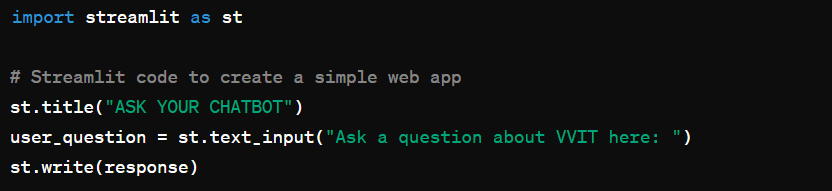 import streamlit as st
# Streamlit code to create a simple web app
st.title("ASK YOUR CHATBOT")
user_question = st.text_input("Ask a question about VVIT here: ")
st.write(response)